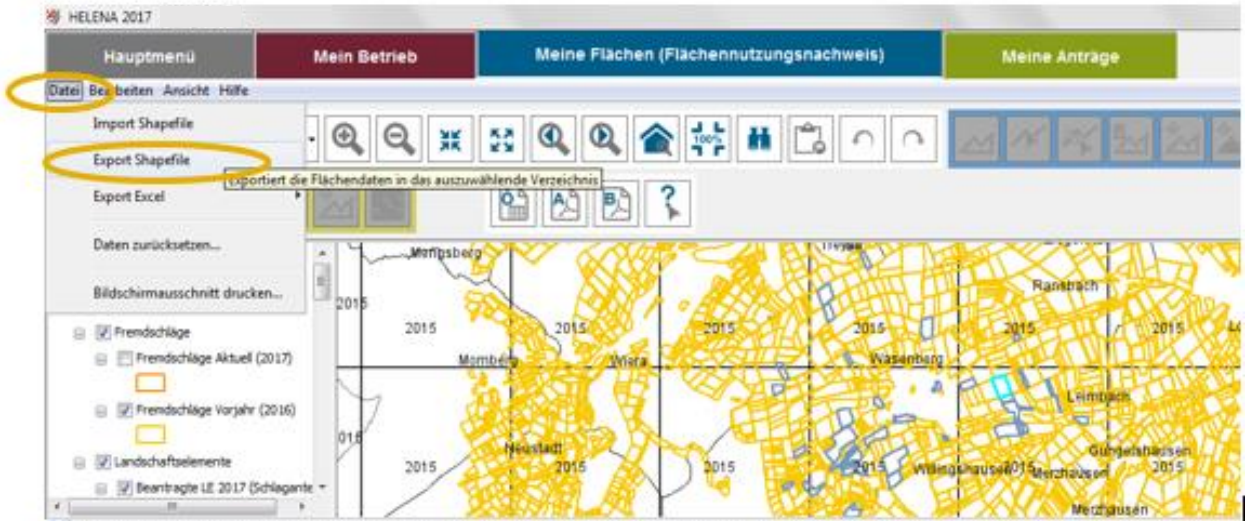 HELENA 2017
Hauptmenü Mein Betrieb Meine Flächen (Flächennutzungsnachweis) Meine Anträge
Datei Bearbeiten Ansicht Hilfe
Import Shapefile
Export Shapefile
Exportiert die Flächendaten in das auszuwählende Verzeichnis
Export Excel
Daten zurücksetzen...
Bildschirmausschnitt drucken...
Fremdschläge
Fremdschläge Aktuell (2017)
Fremdschläge Vorjahr (2016)
Landschaftselemente
Beantragte LE 2017 (Schlagante
100%
A
B
?
Ransbach
2015
2015 2015 2015 2015 2015 2015
Momberg Wiera Wasenberg
Leimbach
Neustadt
Gungelshausen
2015 2015 2015 2015 Willingshausen 2015 Merzhausen 2015
Merzhausen